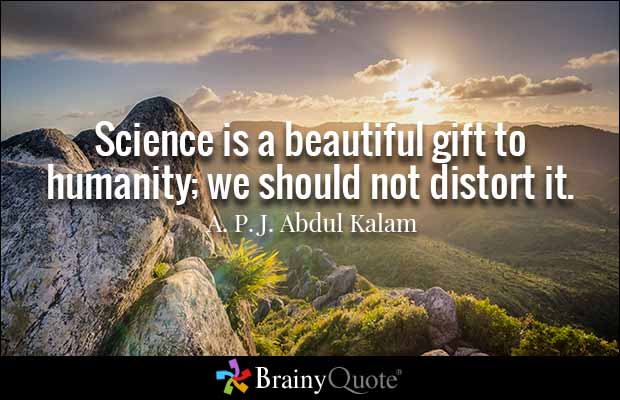 Science is a beautiful gift to
humanity; we should not distort it.
A. P. J. Abdul Kalam
BrainyQuote®